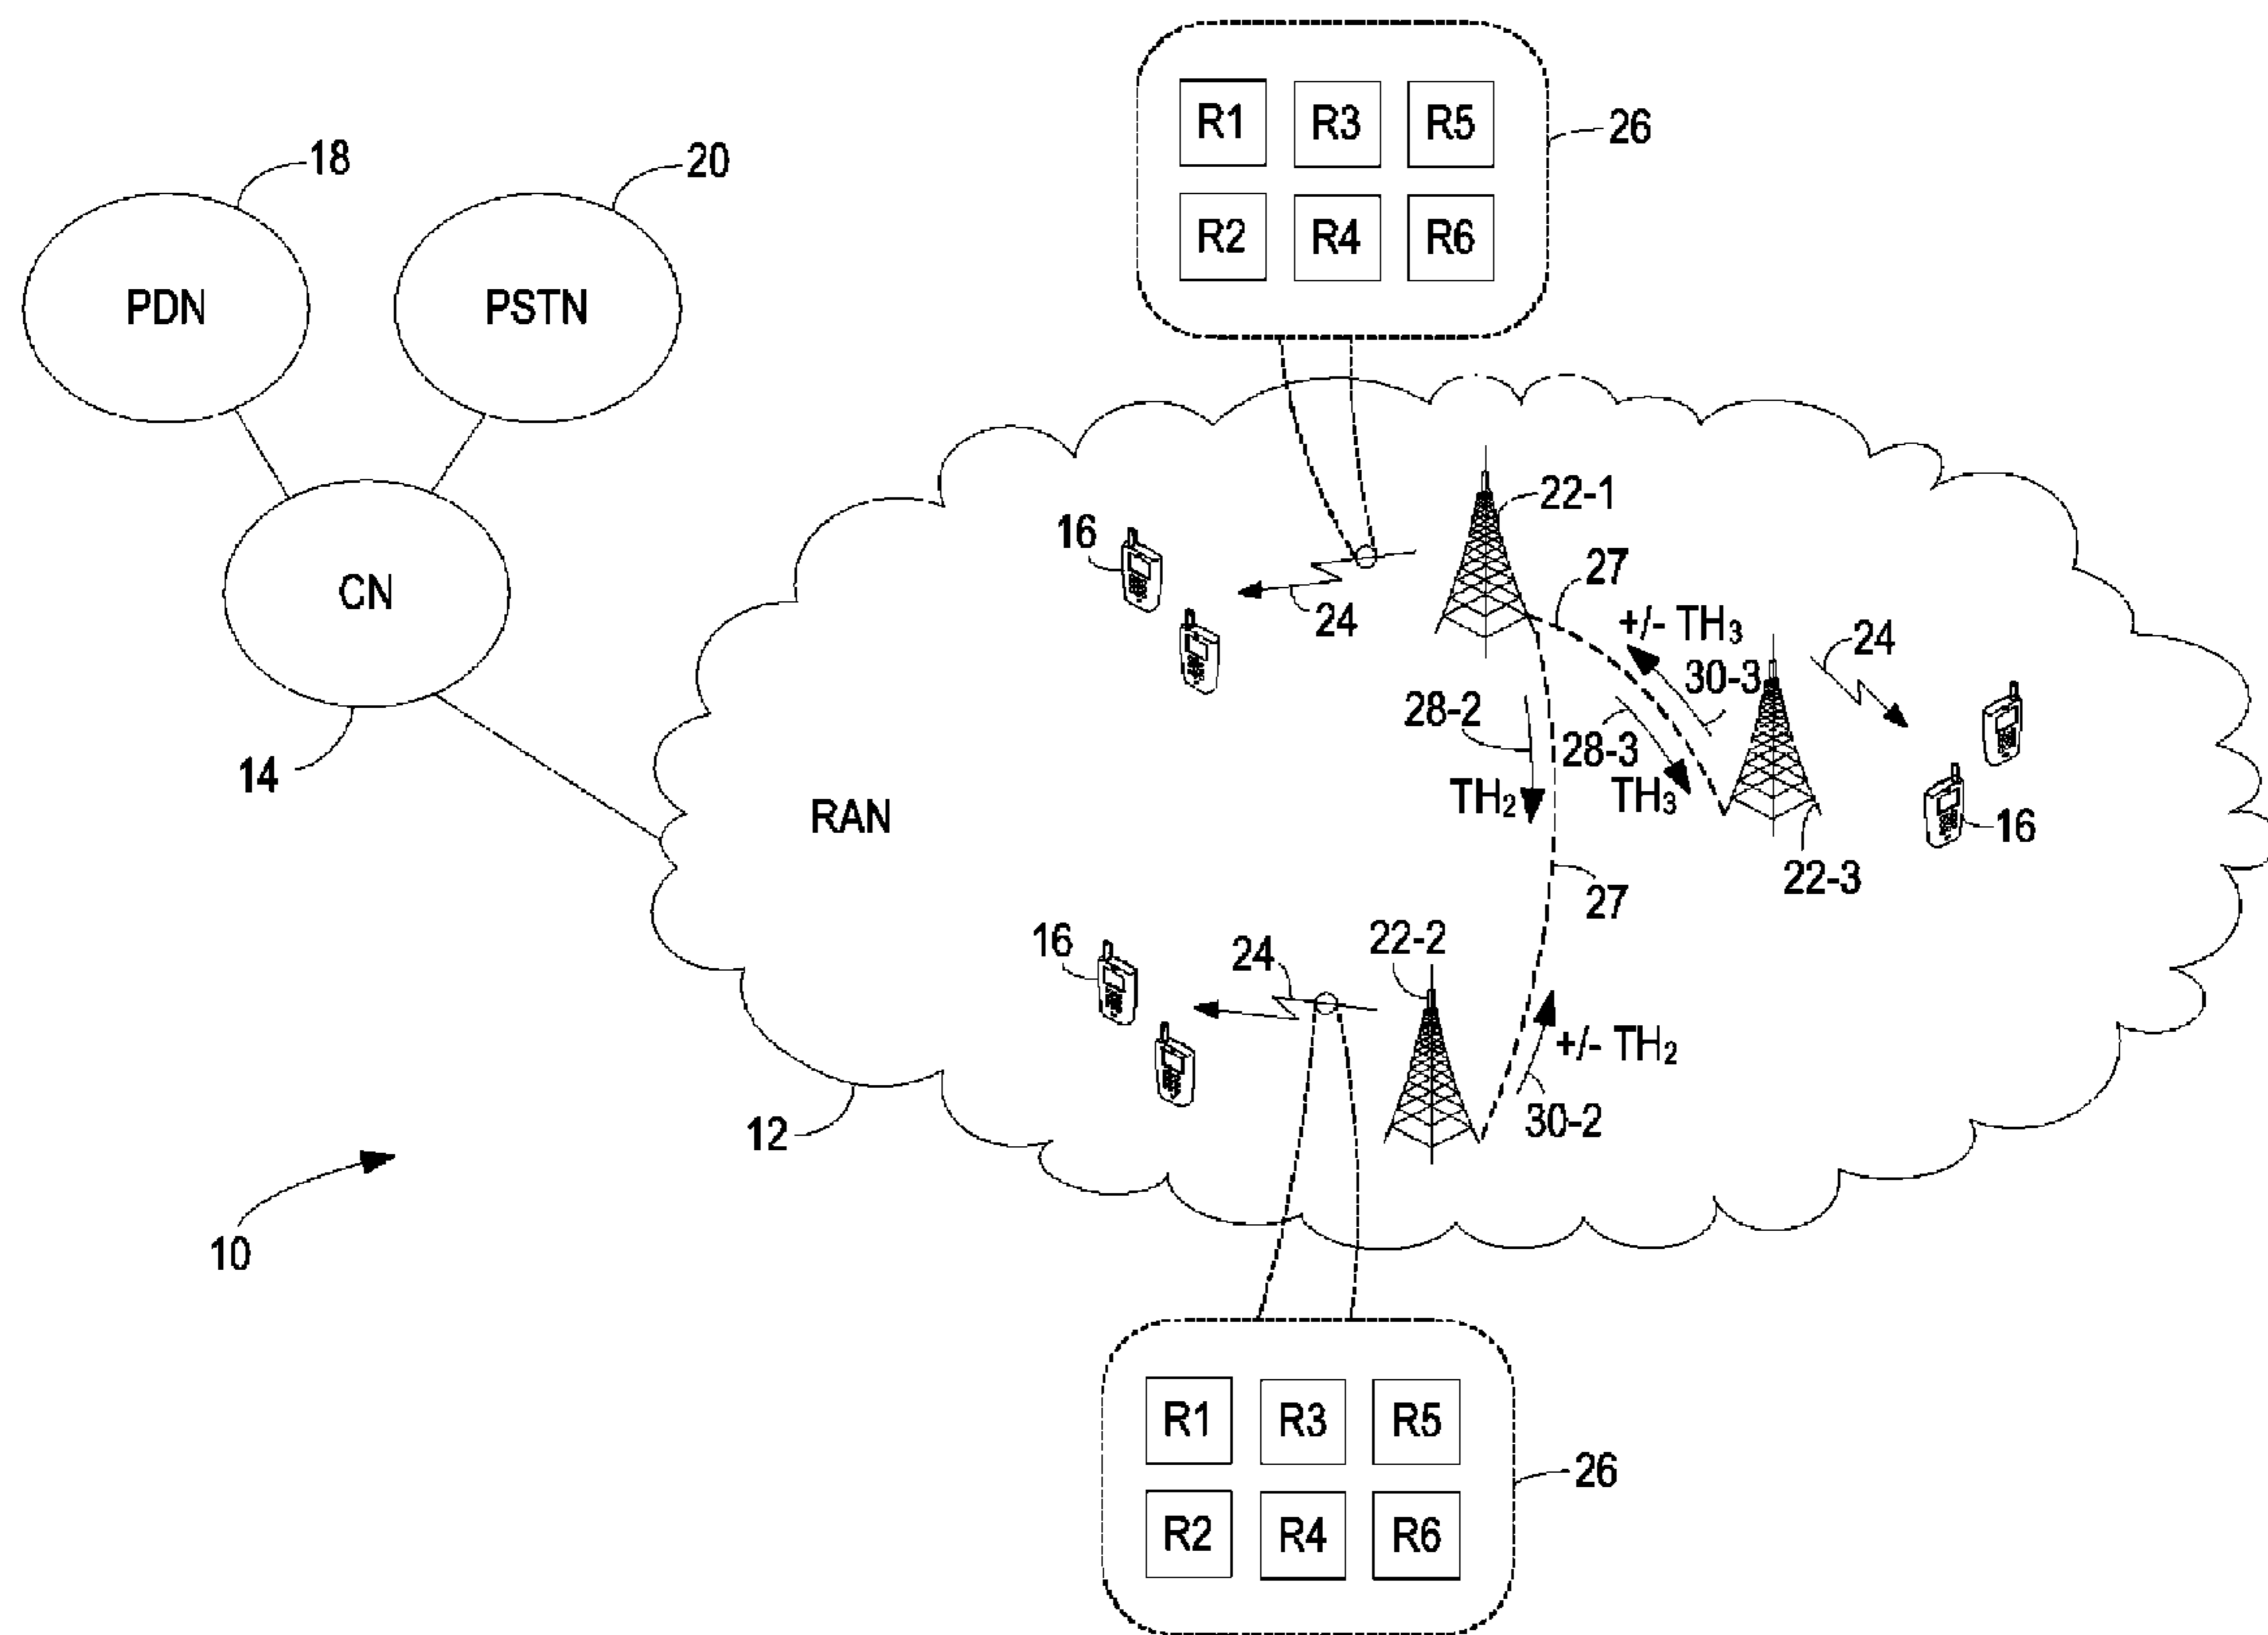 R1 R3 R5
26
R2 R4 R6
18
20
PDN
PSTN
CN
14
22-1
16
24
27
+/- TH₃
30-3
24
28-2
28-3
TH₂
TH₃
RAN
16
22-3
27
16
24
22-2
+/- TH₂
30-2
12
10
R1 R3 R5
26
R2 R4 R6